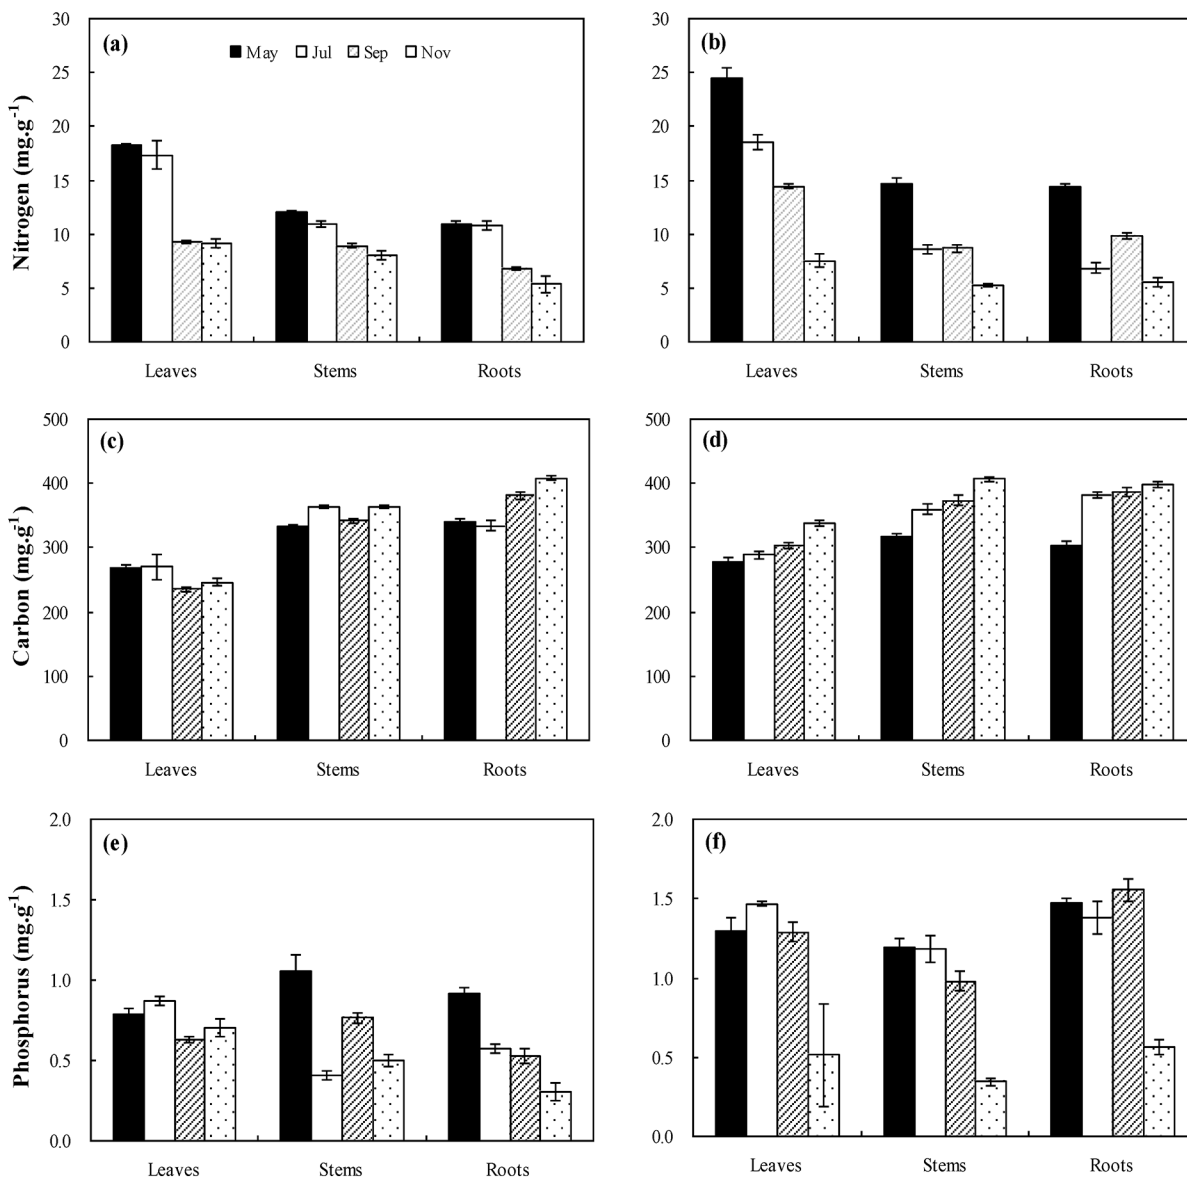 (a)
May Jul Sep Nov
Nitrogen (mg.g-1)
30
25
20
15
10
5
0
Leaves Stems Roots
(b)
30
25
20
15
10
5
0
Leaves Stems Roots
(c)
Carbon (mg.g-1)
500
400
300
200
100
0
Leaves Stems Roots
(d)
500
400
300
200
100
0
Leaves Stems Roots
(e)
Phosphorus (mg.g-1)
2.0
1.5
1.0
0.5
0.0
Leaves Stems Roots
(f)
2.0
1.5
1.0
0.5
0.0
Leaves Stems Roots